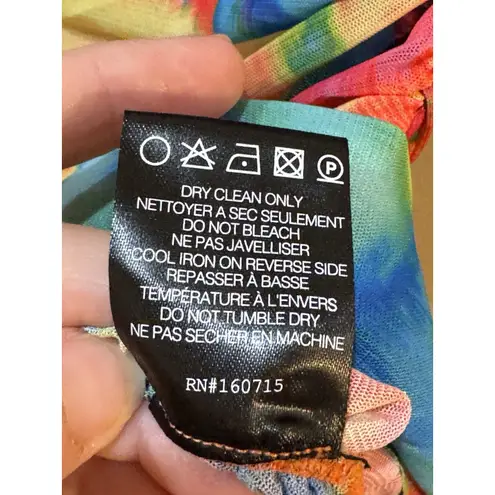 P
DRY CLEAN ONLY
NETTOYER A SEC SEULEMENT
DO NOT BLEACH
NE PAS JAVELLISER
COOL IRON ON REVERSE SIDE
REPASSER À BASSE
TEMPÉRATURE À L'ENVERS
DO NOT TUMBLE DRY
NE PAS SECHER EN MACHINE
RN#160715